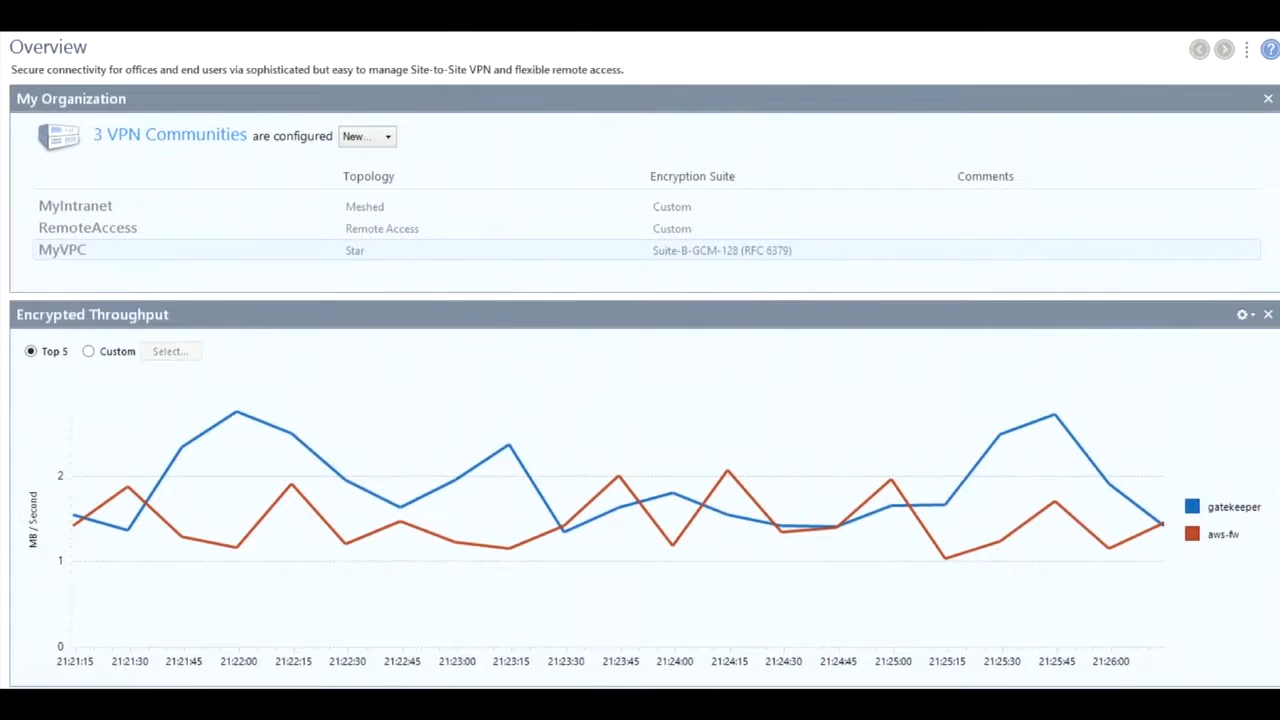 Overview
Secure connectivity for offices and end users via sophisticated but easy to manage Site-to-Site VPN and flexible remote access.
My Organization
3 VPN Communities are configured New...
Topology Encryption Suite Comments
MyIntranet Meshed Custom
RemoteAccess Remote Access Custom
MyVPC Star Suite-B-GCM-128 (RFC 6379)
Encrypted Throughput
Top 5 Custom Select...
MB / Second
2
1
0
21:21:15 21:21:30 21:21:45 21:22:00 21:22:15 21:22:30 21:22:45 21:23:00 21:23:15 21:23:30 21:23:45 21:24:00 21:24:15 21:24:30 21:24:45 21:25:00 21:25:15 21:25:30 21:25:45 21:26:00
gatekeeper
aws-fw